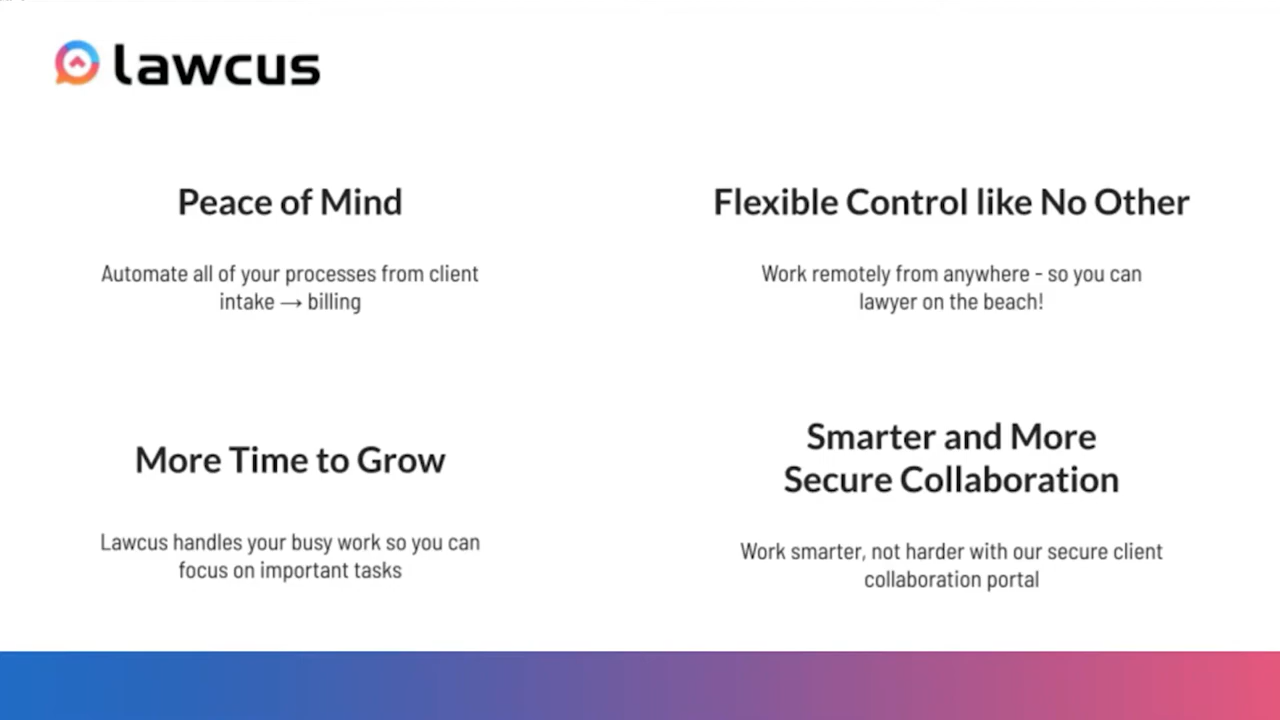 lawcus
Peace of Mind
Automate all of your processes from client
intake → billing
Flexible Control like No Other
Work remotely from anywhere - so you can
lawyer on the beach!
More Time to Grow
Lawcus handles your busy work so you can
focus on important tasks
Smarter and More
Secure Collaboration
Work smarter, not harder with our secure client
collaboration portal